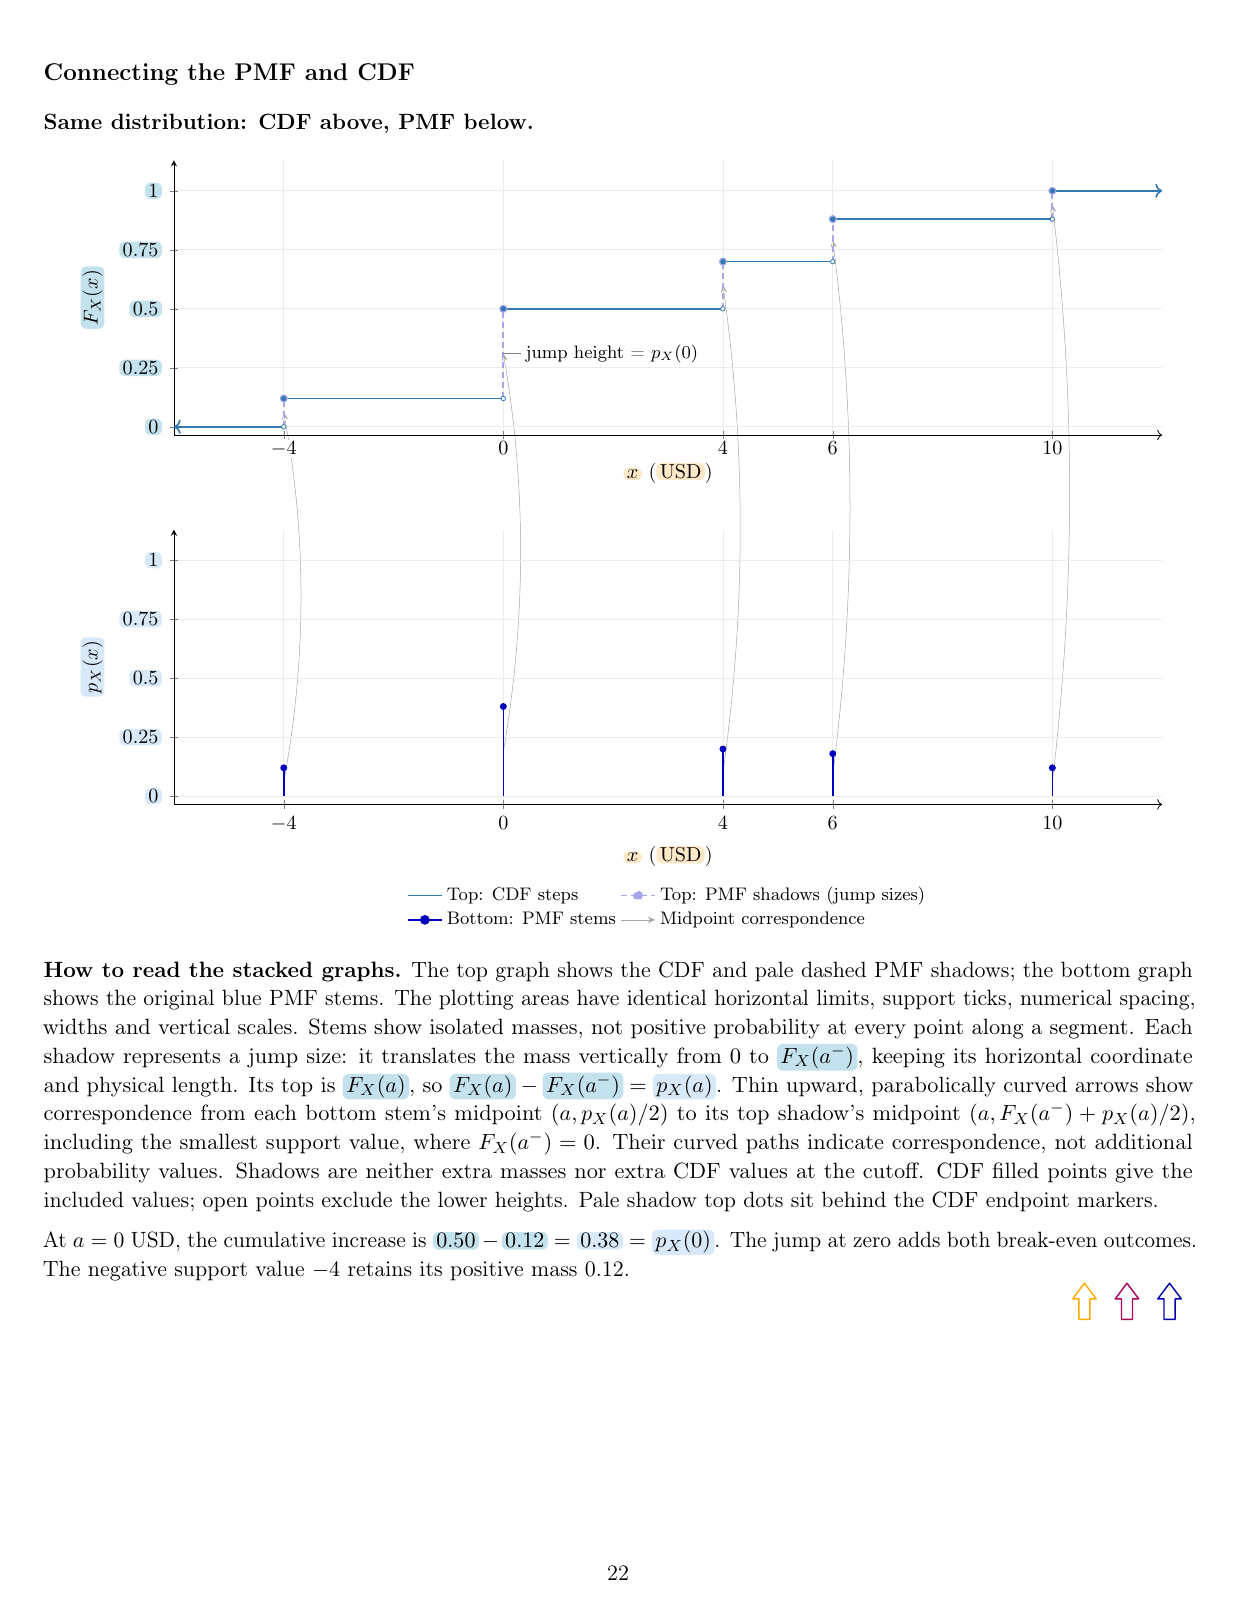 Connecting the PMF and CDF
Same distribution: CDF above, PMF below.
1
0.75
0.5
0.25
0
F_X(x)
jump height = p_X(0)
−4 0 4 6 10
x (USD)
1
0.75
0.5
0.25
0
p_X(x)
−4 0 4 6 10
x (USD)
Top: CDF steps Top: PMF shadows (jump sizes)
Bottom: PMF stems Midpoint correspondence
How to read the stacked graphs. The top graph shows the CDF and pale dashed PMF shadows; the bottom graph
shows the original blue PMF stems. The plotting areas have identical horizontal limits, support ticks, numerical spacing,
widths and vertical scales. Stems show isolated masses, not positive probability at every point along a segment. Each
shadow represents a jump size: it translates the mass vertically from 0 to F_X(a⁻), keeping its horizontal coordinate
and physical length. Its top is F_X(a), so F_X(a) − F_X(a⁻) = p_X(a). Thin upward, parabolically curved arrows show
correspondence from each bottom stem's midpoint (a, p_X(a)/2) to its top shadow's midpoint (a, F_X(a⁻) + p_X(a)/2),
including the smallest support value, where F_X(a⁻) = 0. Their curved paths indicate correspondence, not additional
probability values. Shadows are neither extra masses nor extra CDF values at the cutoff. CDF filled points give the
included values; open points exclude the lower heights. Pale shadow top dots sit behind the CDF endpoint markers.
At a = 0 USD, the cumulative increase is 0.50 − 0.12 = 0.38 = p_X(0). The jump at zero adds both break-even outcomes.
The negative support value −4 retains its positive mass 0.12.
22